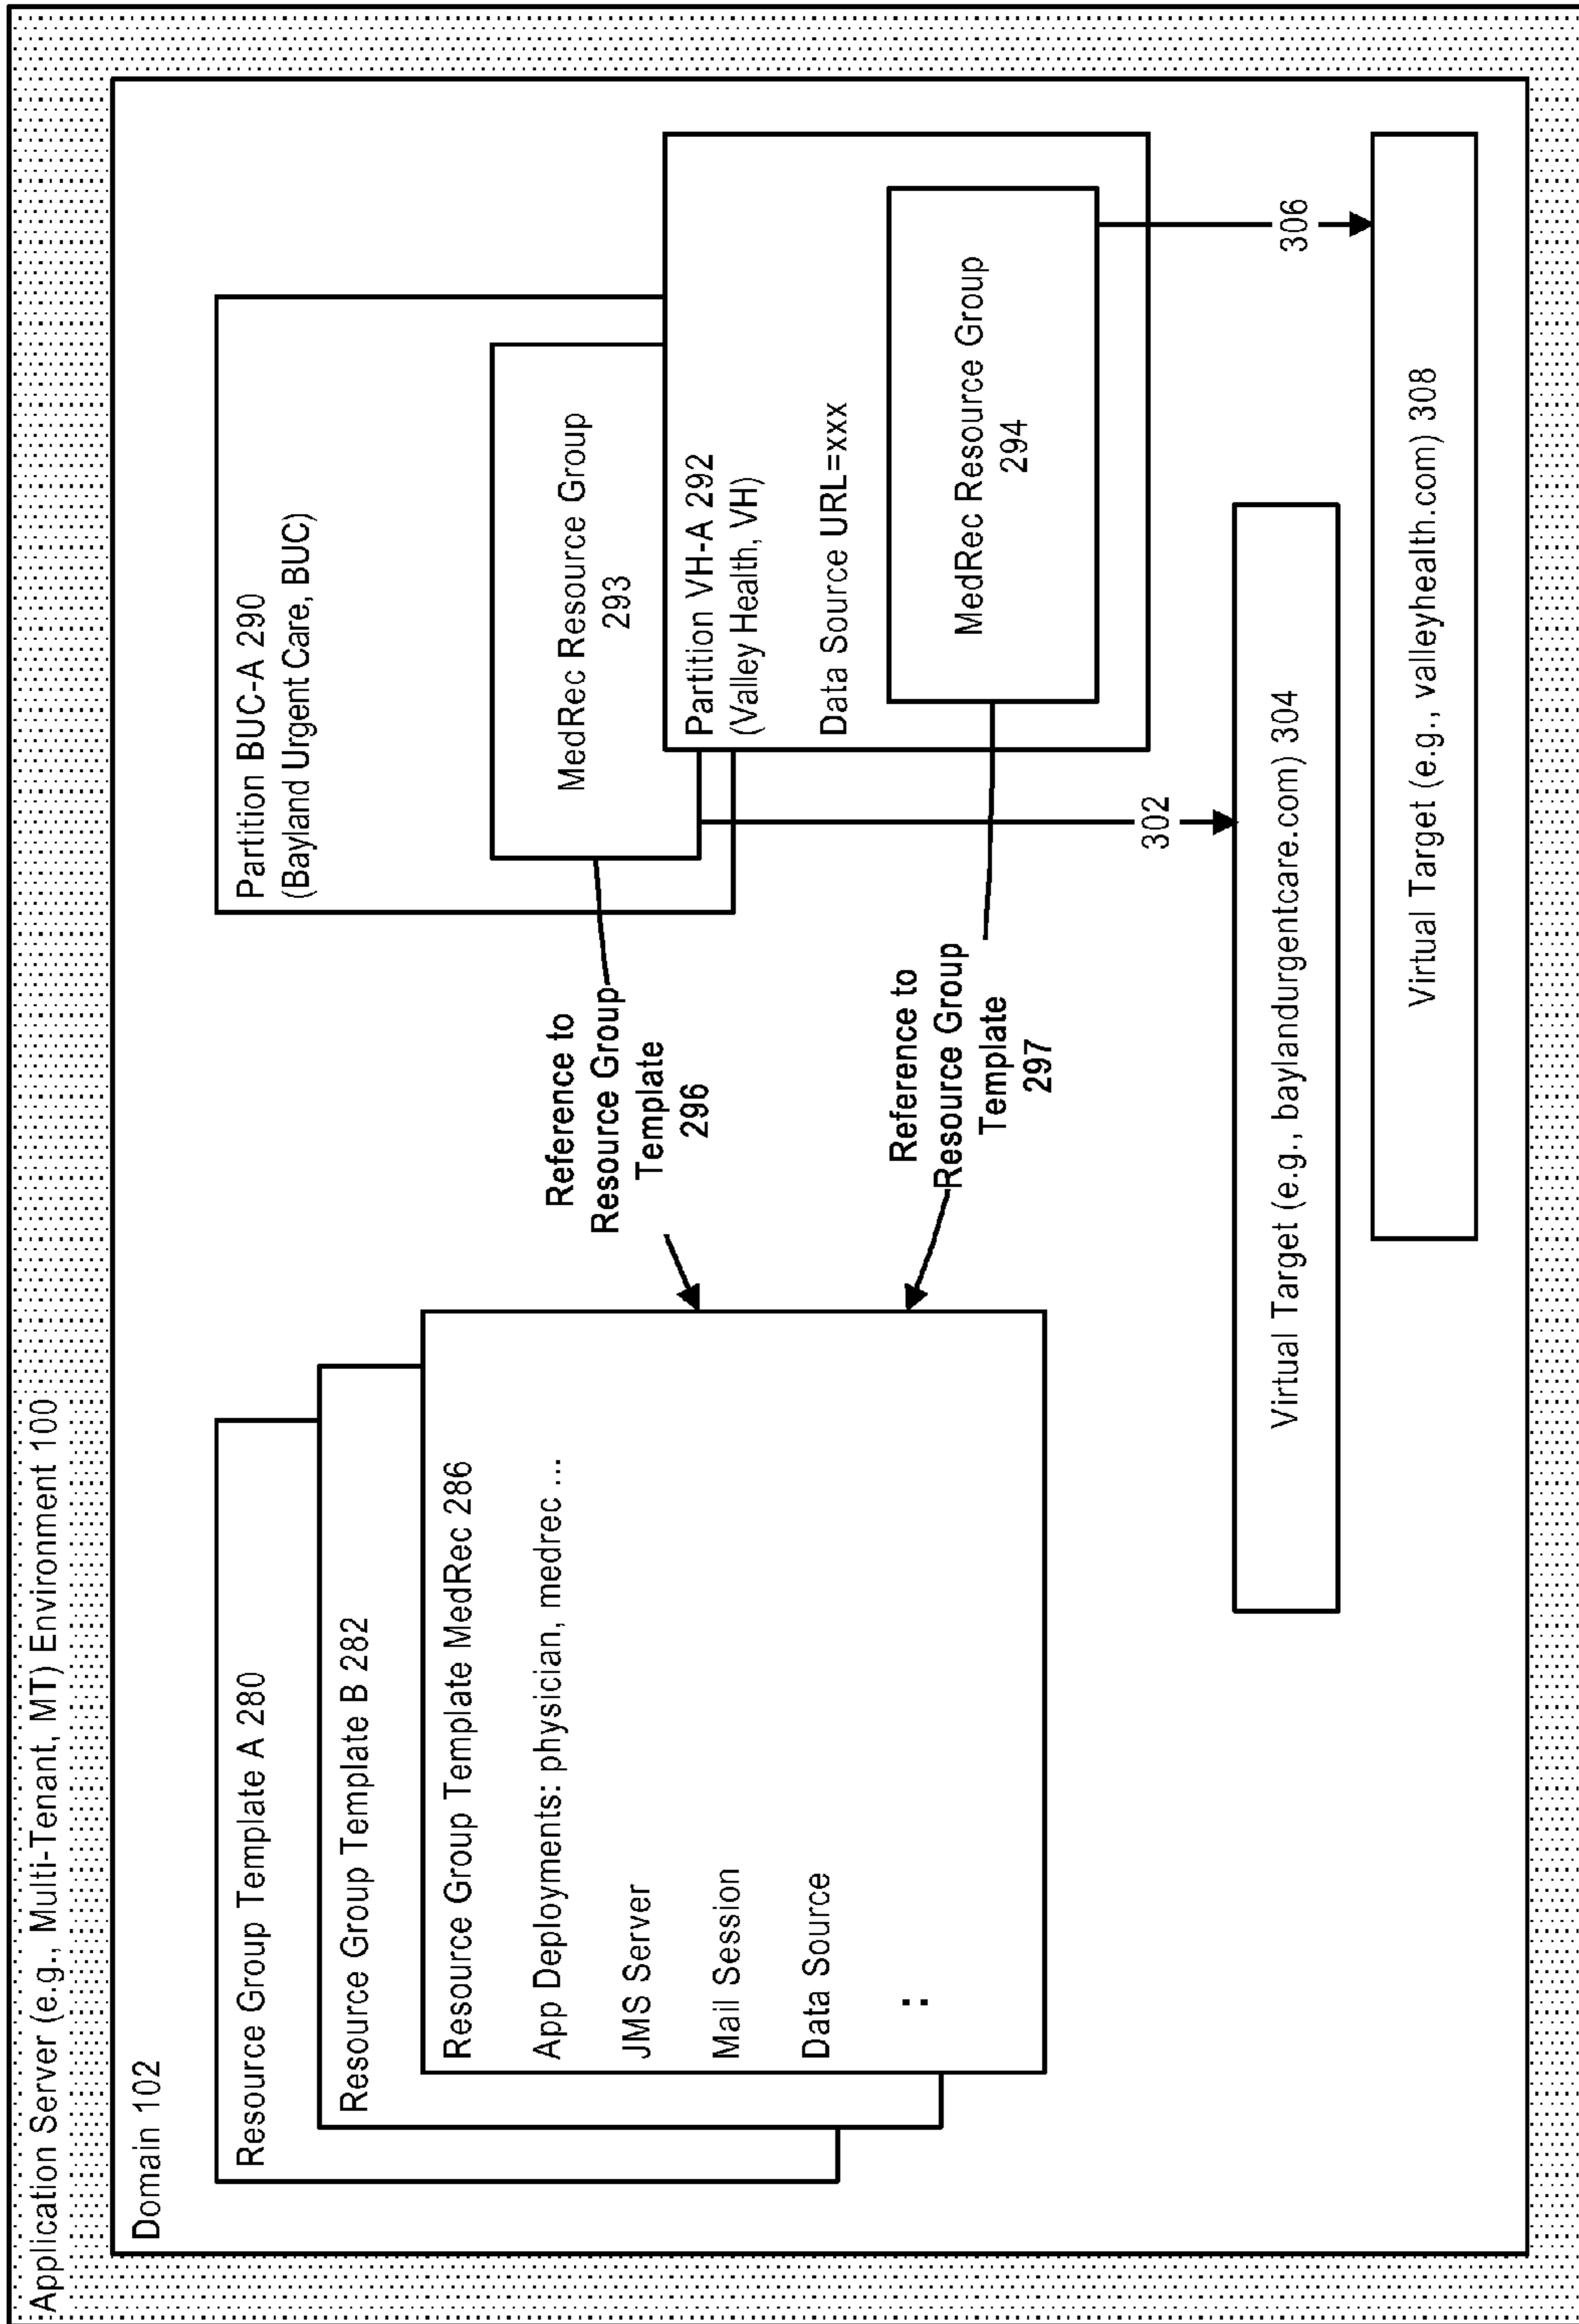 Application Server (e.g., Multi-Tenant, MT) Environment 100
Domain 102
Resource Group Template A 280
Resource Group Template B 282
Resource Group Template MedRec 286
App Deployments: physician, medrec ...
JMS Server
Mail Session
Data Source
:
Reference to
Resource Group
Template
296
Reference to
Resource Group
Template
297
Partition BUC-A 290
(Bayland Urgent Care, BUC)
MedRec Resource Group
293
Partition VH-A 292
(Valley Health, VH)
Data Source URL=xxx
MedRec Resource Group
294
302
306
Virtual Target (e.g., baylandurgentcare.com) 304
Virtual Target (e.g., valleyhealth.com) 308